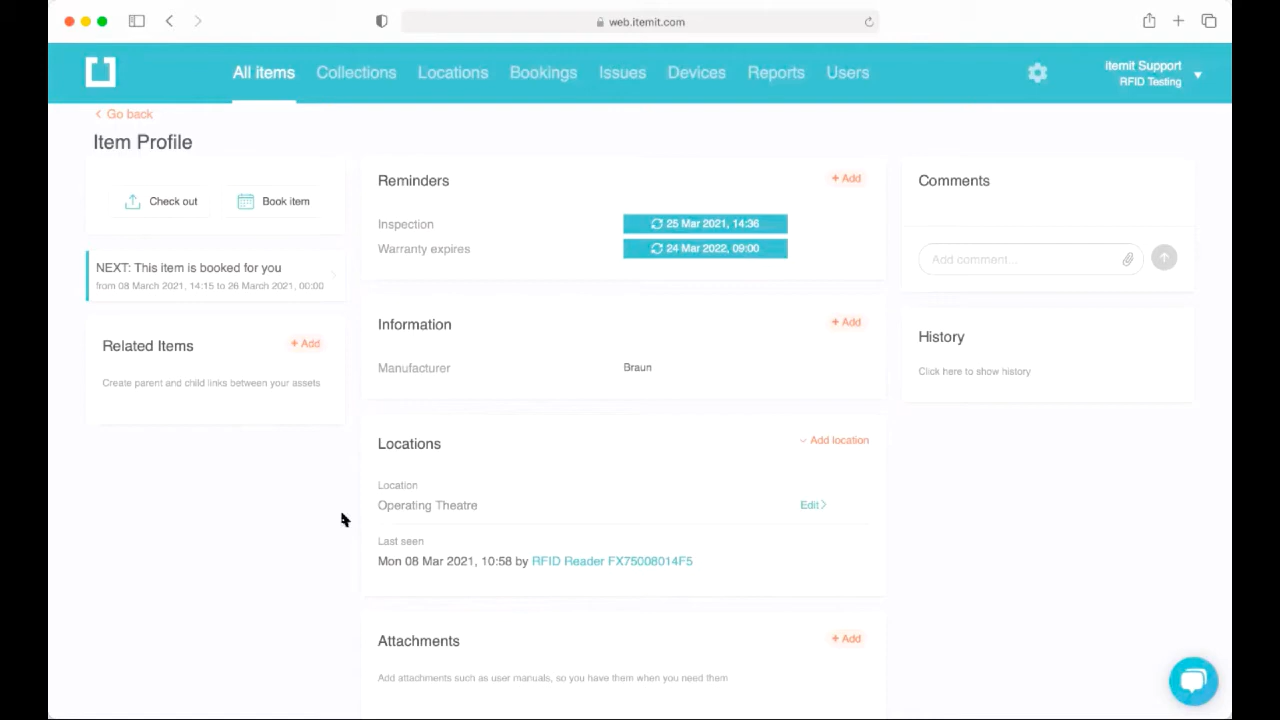 web.itemit.com
All items
Collections
Locations
Bookings
Issues
Devices
Reports
Users
itemit Support
RFID Testing
Go back
Item Profile
Check out
Book item
NEXT: This item is booked for you
from 08 March 2021, 14:15 to 26 March 2021, 00:00
Related Items
+ Add
Create parent and child links between your assets
Reminders
+ Add
Inspection
25 Mar 2021, 14:36
Warranty expires
24 Mar 2022, 09:00
Information
+ Add
Manufacturer
Braun
Locations
Add location
Location
Operating Theatre
Edit
Last seen
Mon 08 Mar 2021, 10:58 by RFID Reader FX75008014F5
Attachments
+ Add
Add attachments such as user manuals, so you have them when you need them
Comments
Add comment...
History
Click here to show history